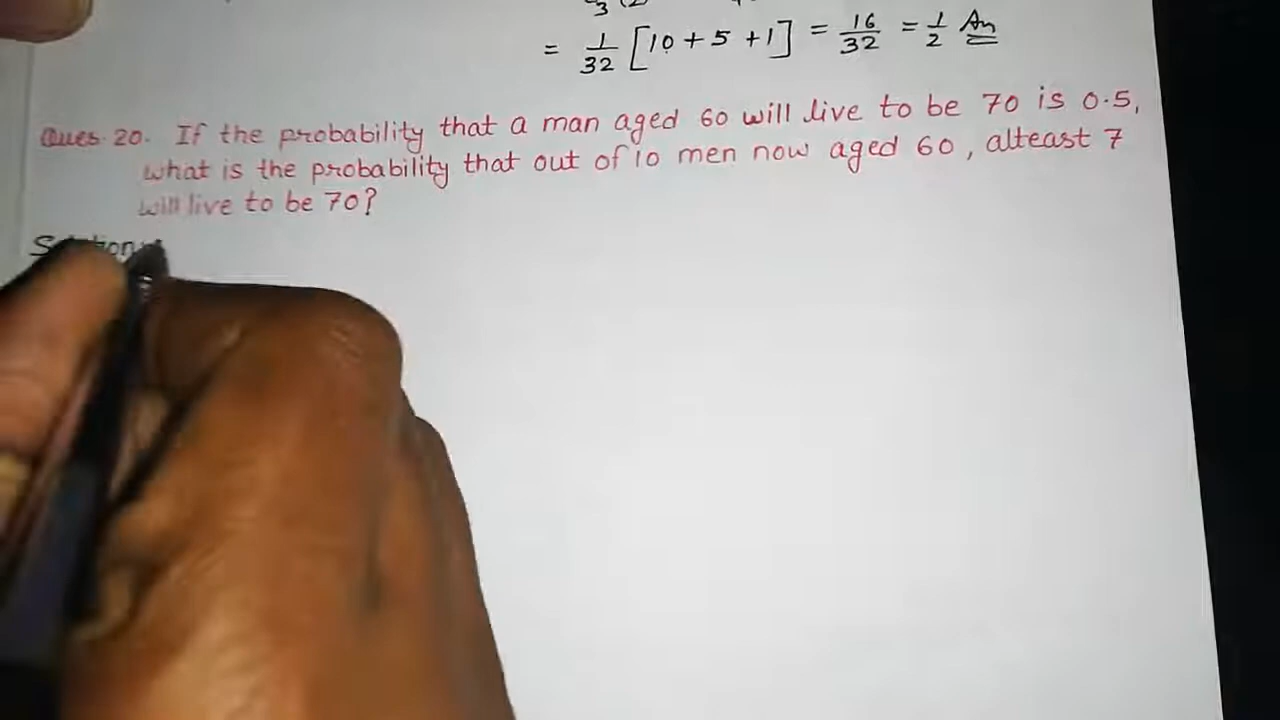 = 1/32 [10 + 5 + 1] = 16/32 = 1/2 An
Ques. 20. If the probability that a man aged 60 will live to be 70 is 0.5,
what is the probability that out of 10 men now aged 60, alteast 7
will live to be 70?